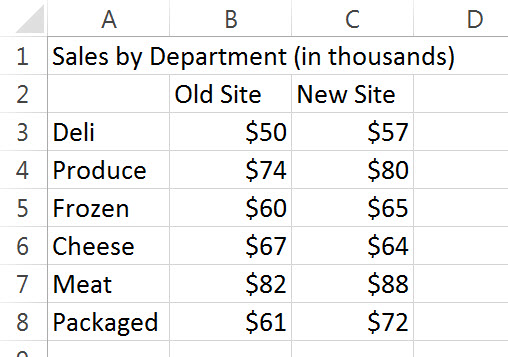 A B C D
1 Sales by Department (in thousands)
2 Old Site New Site
3 Deli $50 $57
4 Produce $74 $80
5 Frozen $60 $65
6 Cheese $67 $64
7 Meat $82 $88
8 Packaged $61 $72